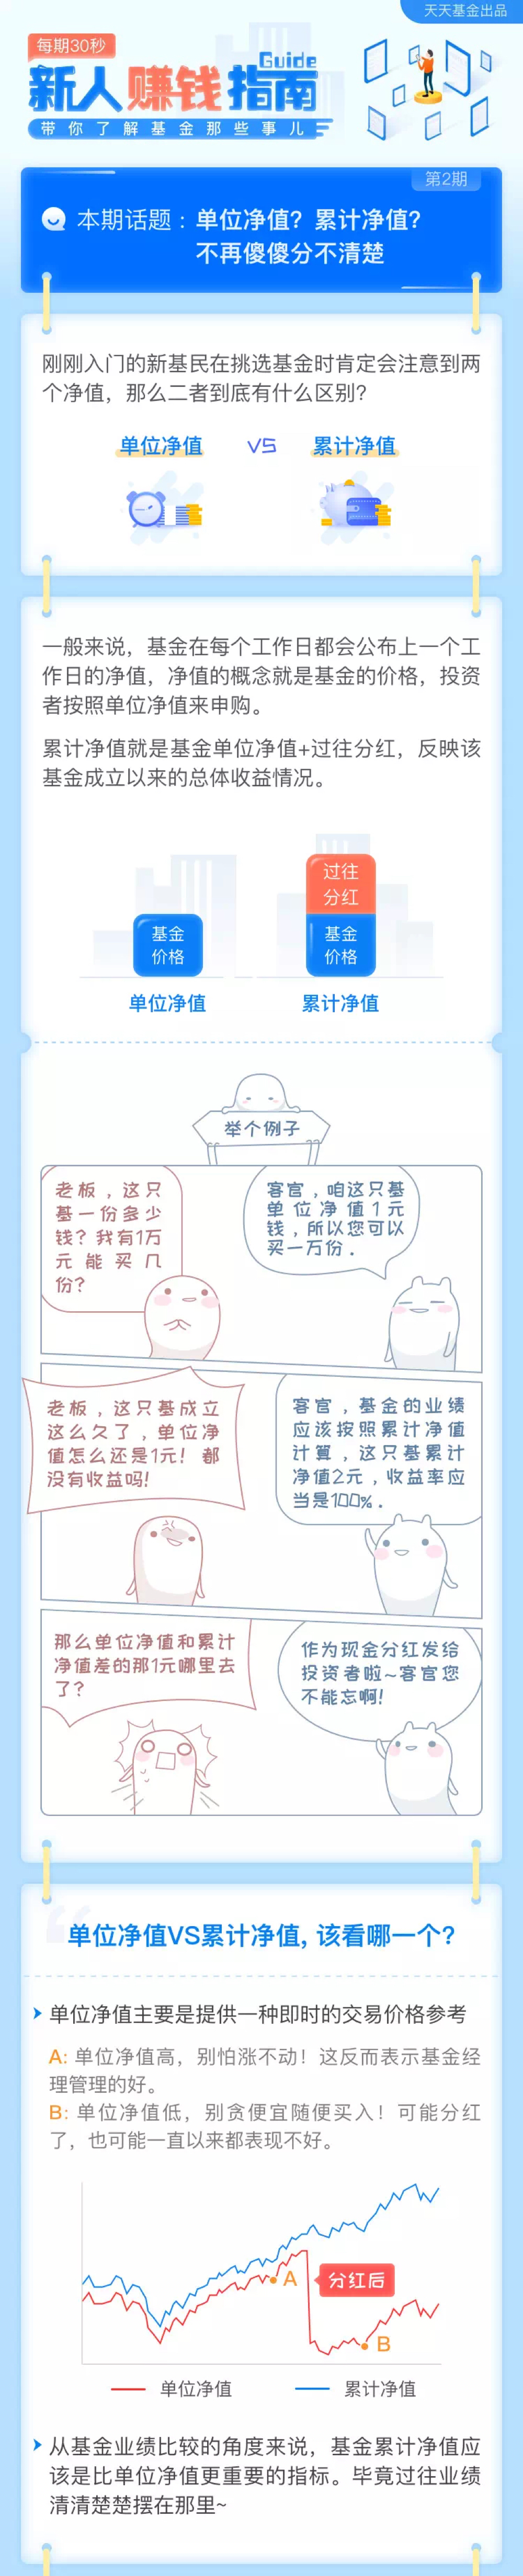 天天基金出品
每期30秒
新人赚钱指南
Guide
带你了解基金那些事儿
第2期
本期话题：单位净值？累计净值？
不再傻傻分不清楚
刚刚入门的新基民在挑选基金时肯定会注意到两
个净值，那么二者到底有什么区别？
单位净值 VS 累计净值
一般来说，基金在每个工作日都会公布上一个工
作日的净值，净值的概念就是基金的价格，投资
者按照单位净值来申购。
累计净值就是基金单位净值+过往分红，反映该
基金成立以来的总体收益情况。
过往
分红
基金
价格
基金
价格
单位净值
累计净值
举个例子
老板，这只
基一份多少
钱？我有1万
元能买几
份？
客官，咱这只基
单位净值1元
钱，所以您可以
买一万份．
老板，这只基成立
这么久了，单位净
值怎么还是1元！都
没有收益吗！
客官，基金的业绩
应该按照累计净值
计算，这只基累计
净值2元，收益率应
当是100%．
那么单位净值和累计
净值差的那1元哪里去
了？
作为现金分红发给
投资者啦~客官您
不能忘啊！
单位净值VS累计净值，该看哪一个？
单位净值主要是提供一种即时的交易价格参考
A: 单位净值高，别怕涨不动！这反而表示基金经
理管理的好。
B: 单位净值低，别贪便宜随便买入！可能分红
了，也可能一直以来都表现不好。
A
分红后
B
单位净值
累计净值
从基金业绩比较的角度来说，基金累计净值应
该是比单位净值更重要的指标。毕竟过往业绩
清清楚楚摆在那里~